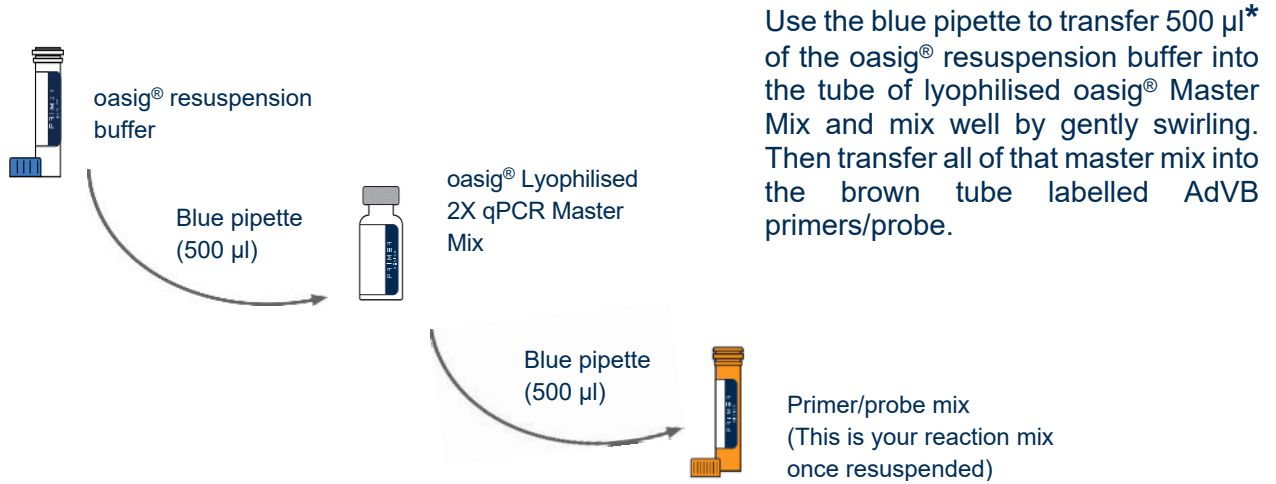 Use the blue pipette to transfer 500 µl*
of the oasig® resuspension buffer into
the tube of lyophilised oasig® Master
Mix and mix well by gently swirling.
Then transfer all of that master mix into
the brown tube labelled AdVB
primers/probe.
oasig® resuspension
buffer
PRIMER
Blue pipette
(500 µl)
oasig® Lyophilised
2X qPCR Master
Mix
PRIMER
Blue pipette
(500 µl)
PRIMER
Primer/probe mix
(This is your reaction mix
once resuspended)